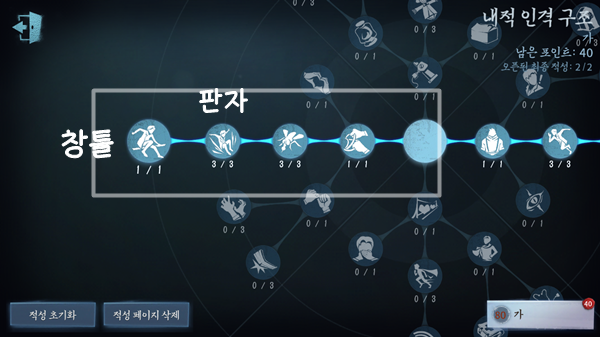 내적 인격 구조
가
남은 포인트: 40
오픈된 최종 적성: 2/2
0/3
0/1
0/1
0/1
0/3
판자
창틀
1/1
3/3
3/3
1/1
1/1
3/3
0/3
0/1
0/1
0/1
0/3
0/1
0/1
0/3
0/1
적성 초기화
적성 페이지 삭제
80 가
40